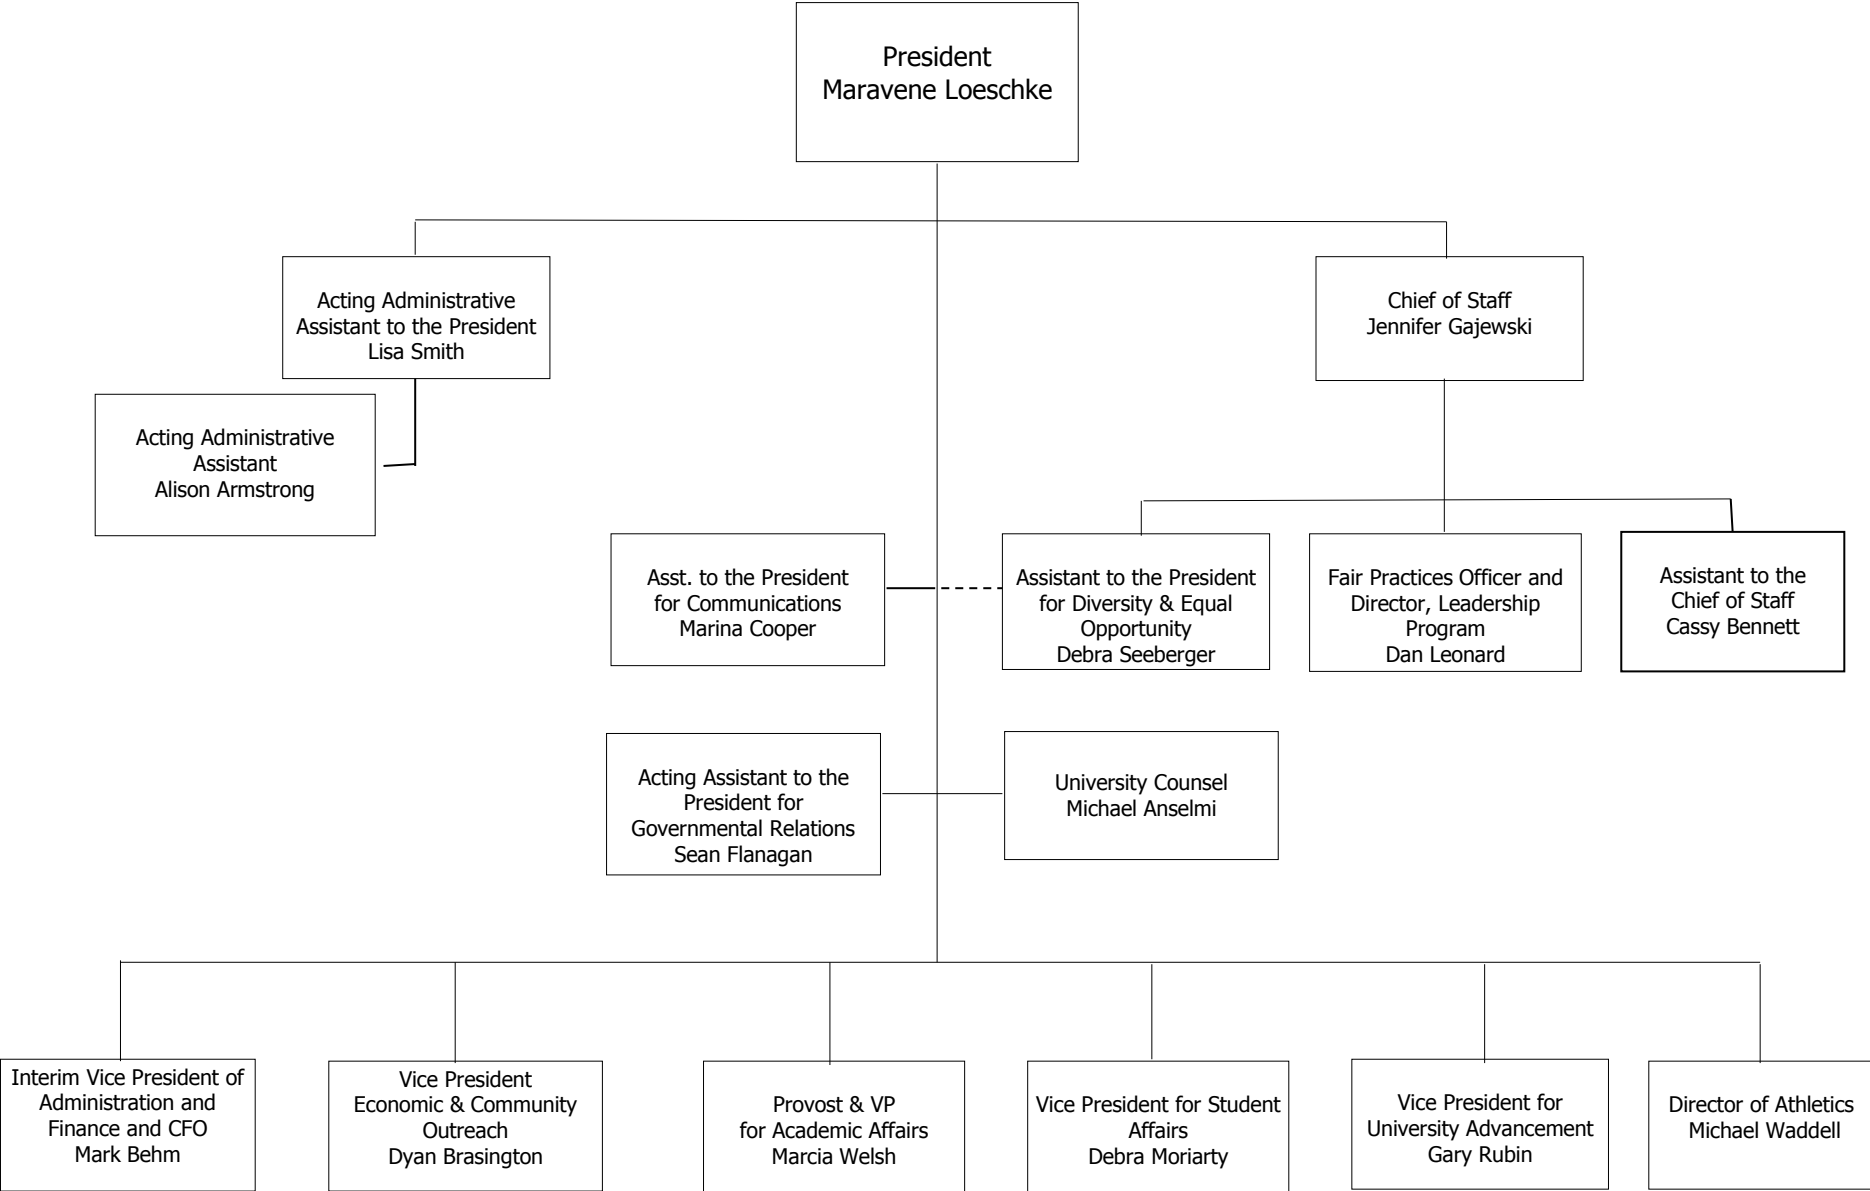 President
Maravene Loeschke
Acting Administrative
Assistant to the President
Lisa Smith
Chief of Staff
Jennifer Gajewski
Acting Administrative
Assistant
Alison Armstrong
Asst. to the President
for Communications
Marina Cooper
Assistant to the President
for Diversity & Equal
Opportunity
Debra Seeberger
Fair Practices Officer and
Director, Leadership
Program
Dan Leonard
Assistant to the
Chief of Staff
Cassy Bennett
Acting Assistant to the
President for
Governmental Relations
Sean Flanagan
University Counsel
Michael Anselmi
Interim Vice President of
Administration and
Finance and CFO
Mark Behm
Vice President
Economic & Community
Outreach
Dyan Brasington
Provost & VP
for Academic Affairs
Marcia Welsh
Vice President for Student
Affairs
Debra Moriarty
Vice President for
University Advancement
Gary Rubin
Director of Athletics
Michael Waddell